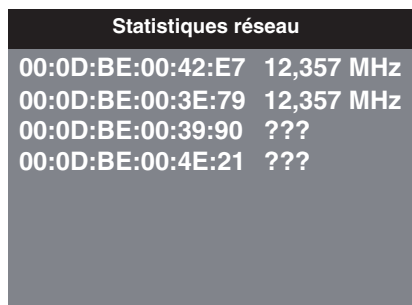 Statistiques réseau
00:0D:BE:00:42:E7 12,357 MHz
00:0D:BE:00:3E:79 12,357 MHz
00:0D:BE:00:39:90 ???
00:0D:BE:00:4E:21 ???